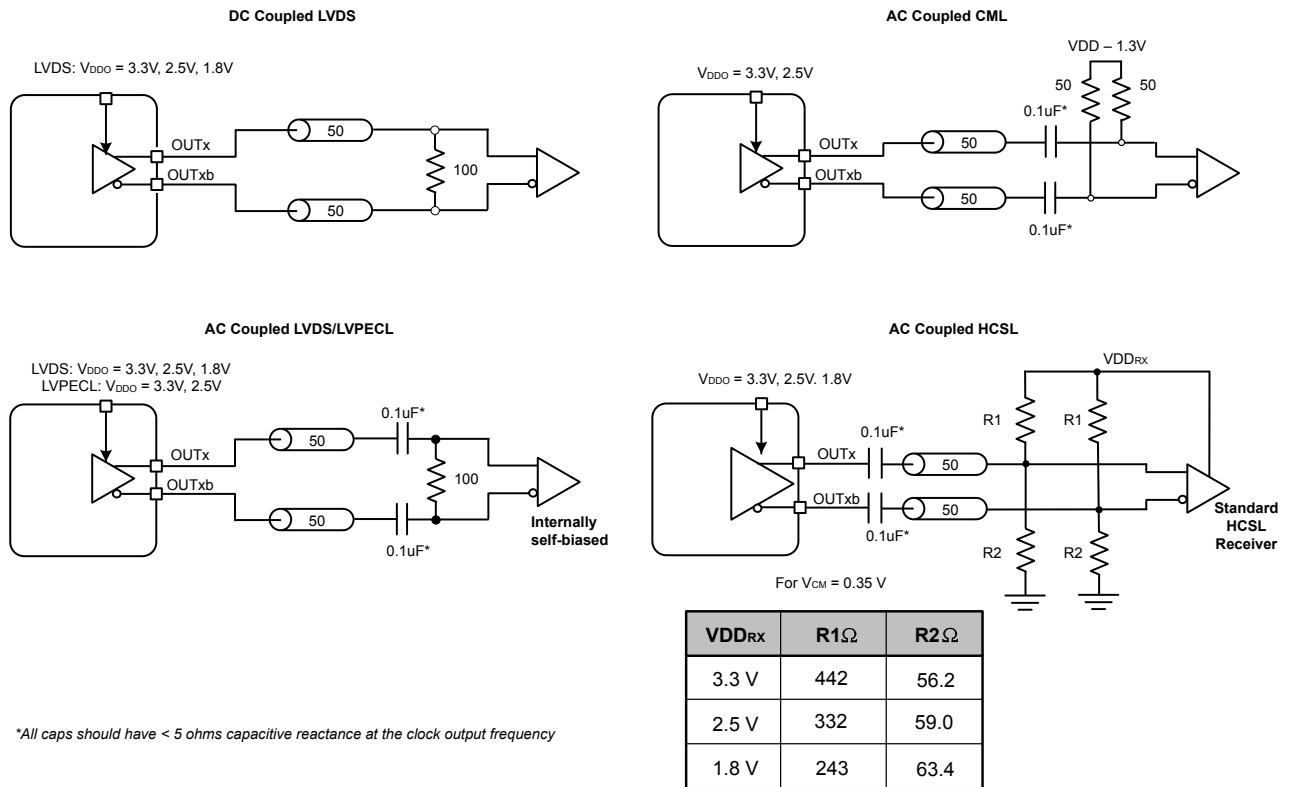 DC Coupled LVDS
LVDS: VDDO = 3.3V, 2.5V, 1.8V
OUTx
OUTxb
50
50
100
AC Coupled CML
VDDO = 3.3V, 2.5V
VDD – 1.3V
50
50
0.1uF*
OUTx
OUTxb
50
50
0.1uF*
AC Coupled LVDS/LVPECL
LVDS: VDDO = 3.3V, 2.5V, 1.8V
LVPECL: VDDO = 3.3V, 2.5V
0.1uF*
OUTx
OUTxb
50
50
100
0.1uF*
Internally
self-biased
AC Coupled HCSL
VDDO = 3.3V, 2.5V. 1.8V
VDDRX
R1
R1
0.1uF*
OUTx
OUTxb
50
50
0.1uF*
R2
R2
Standard
HCSL
Receiver
For VCM = 0.35 V
VDDRX R1Ω R2Ω
3.3 V 442 56.2
2.5 V 332 59.0
1.8 V 243 63.4
*All caps should have < 5 ohms capacitive reactance at the clock output frequency